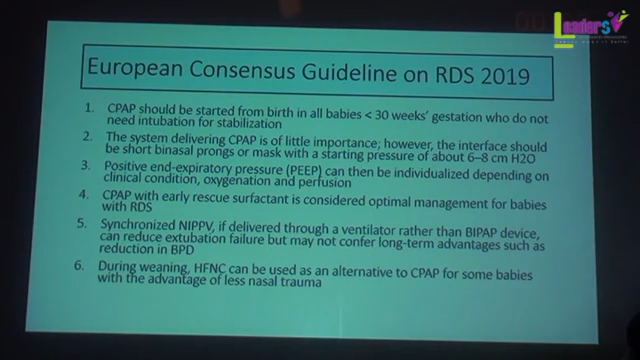 Leaders
European Consensus Guideline on RDS 2019
1. CPAP should be started from birth in all babies < 30 weeks' gestation who do not
need intubation for stabilization
2. The system delivering CPAP is of little importance; however, the interface should
be short binasal prongs or mask with a starting pressure of about 6–8 cm H2O
3. Positive end-expiratory pressure (PEEP) can then be individualized depending on
clinical condition, oxygenation and perfusion
4. CPAP with early rescue surfactant is considered optimal management for babies
with RDS
5. Synchronized NIPPV, if delivered through a ventilator rather than BIPAP device,
can reduce extubation failure but may not confer long-term advantages such as
reduction in BPD
6. During weaning, HFNC can be used as an alternative to CPAP for some babies
with the advantage of less nasal trauma